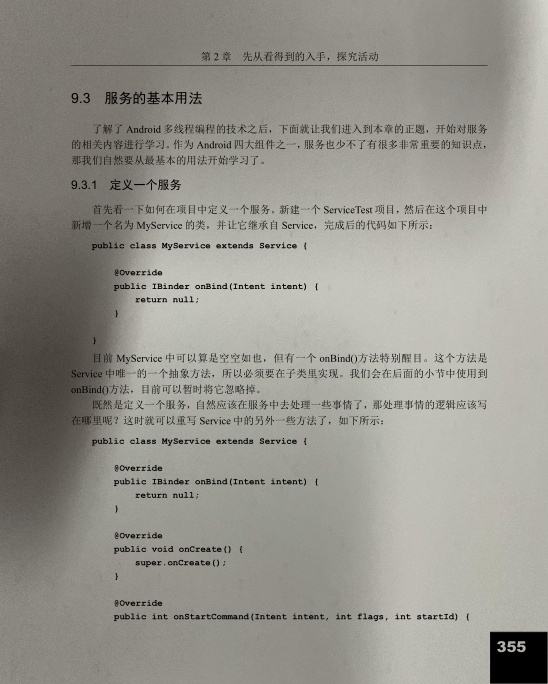 第 2 章 先从看得到的入手，探究活动
9.3 服务的基本用法
了解了 Android 多线程编程的技术之后，下面就让我们进入到本章的正题，开始对服务
的相关内容进行学习。作为 Android 四大组件之一，服务也少不了有很多非常重要的知识点，
那我们自然要从最基本的用法开始学习了。
9.3.1 定义一个服务
首先看一下如何在项目中定义一个服务。新建一个 ServiceTest 项目，然后在这个项目中
新增一个名为 MyService 的类，并让它继承自 Service，完成后的代码如下所示：
public class MyService extends Service {
@Override
public IBinder onBind(Intent intent) {
return null;
}
}
目前 MyService 中可以算是空空如也，但有一个 onBind()方法特别醒目。这个方法是
Service 中唯一的一个抽象方法，所以必须要在子类里实现。我们会在后面的小节中使用到
onBind()方法，目前可以暂时将它忽略掉。
既然是定义一个服务，自然应该在服务中去处理一些事情了，那处理事情的逻辑应该写
在哪里呢？这时就可以重写 Service 中的另外一些方法了，如下所示：
public class MyService extends Service {
@Override
public IBinder onBind(Intent intent) {
return null;
}
@Override
public void onCreate() {
super.onCreate();
}
@Override
public int onStartCommand(Intent intent, int flags, int startId) {
355